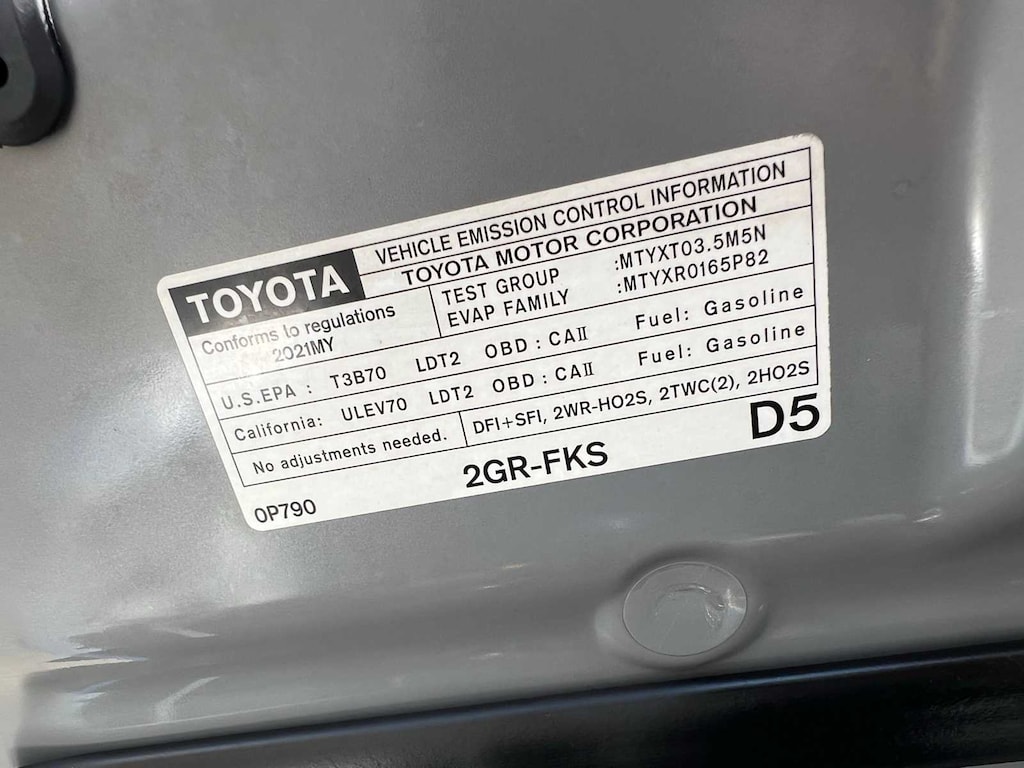 TOYOTA
VEHICLE EMISSION CONTROL INFORMATION
TOYOTA MOTOR CORPORATION
Conforms to regulations
2021MY
TEST GROUP :MTYXT03.5M5N
EVAP FAMILY :MTYXR0165P82
U.S.EPA : T3B70 LDT2 OBD : CAII Fuel: Gasoline
California: ULEV70 LDT2 OBD : CAII Fuel: Gasoline
No adjustments needed. DFI+SFI, 2WR-HO2S, 2TWC(2), 2HO2S
0P790 2GR-FKS D5